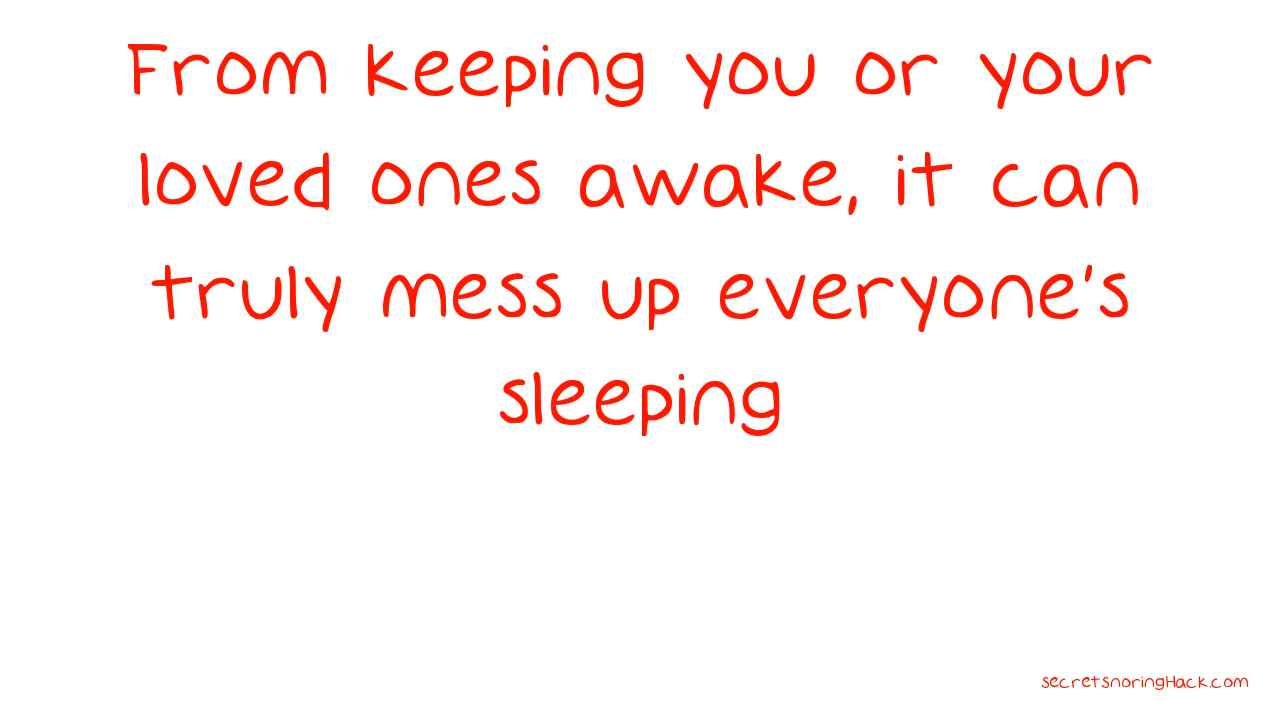 From keeping you or your
loved ones awake, it can
truly mess up everyone's
sleeping
secretsnoringHack.com